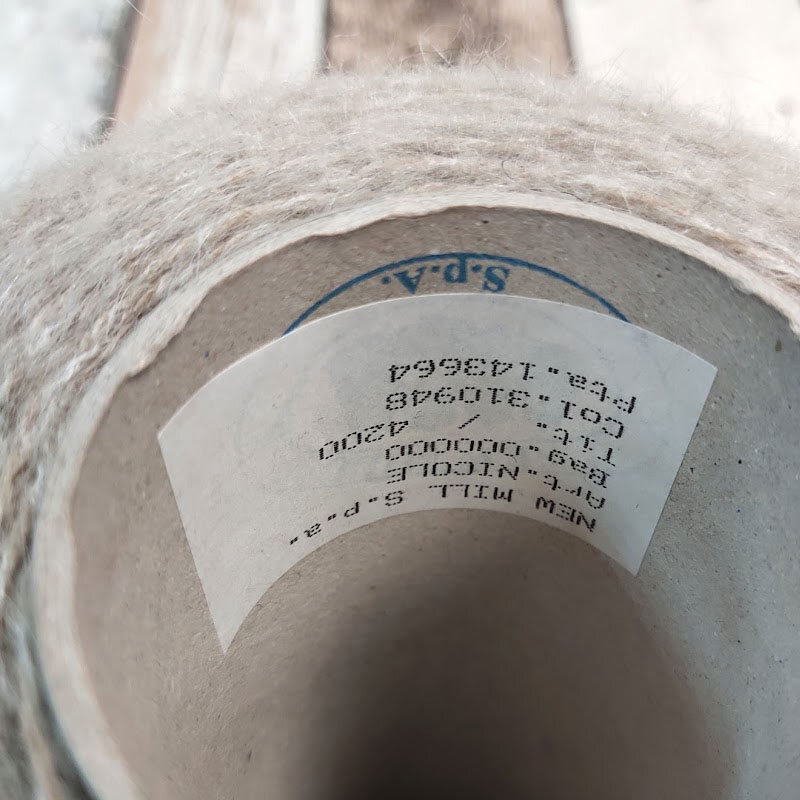 NEW MILL S.p.a.
Art.NICOLE
Bag.000000
Tit. / 4200
Col.310948
Pta.143664
S.p.A.